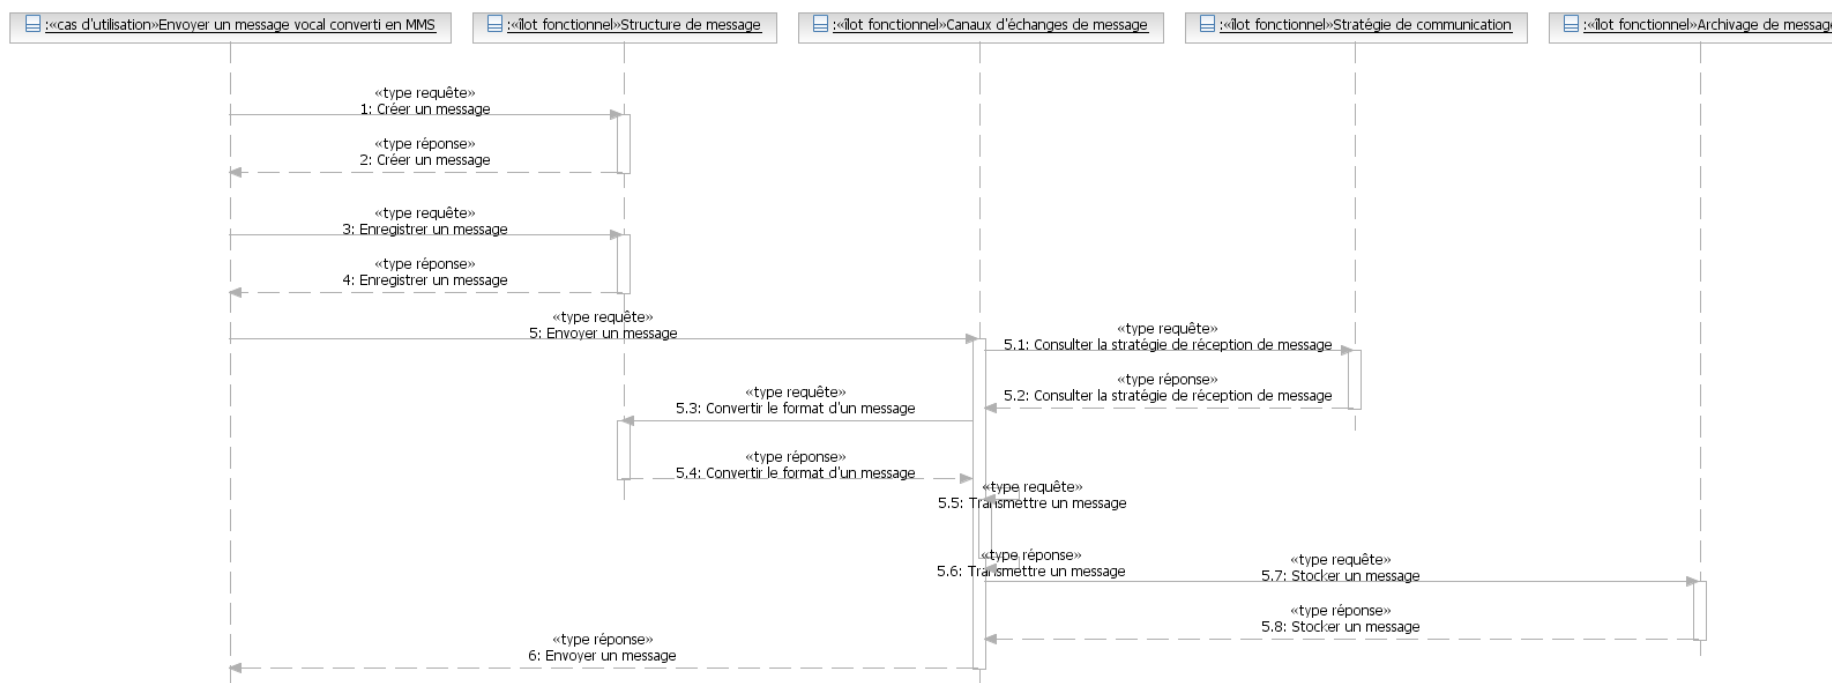 :«cas d'utilisation»Envoyer un message vocal converti en MMS
:«îlot fonctionnel»Structure de message
:«îlot fonctionnel»Canaux d'échanges de message
:«îlot fonctionnel»Stratégie de communication
:«îlot fonctionnel»Archivage de message
«type requête»
1: Créer un message
«type réponse»
2: Créer un message
«type requête»
3: Enregistrer un message
«type réponse»
4: Enregistrer un message
«type requête»
5: Envoyer un message
«type requête»
5.1: Consulter la stratégie de réception de message
«type réponse»
5.2: Consulter la stratégie de réception de message
«type requête»
5.3: Convertir le format d'un message
«type réponse»
5.4: Convertir le format d'un message
«type requête»
5.5: Transmettre un message
«type réponse»
5.6: Transmettre un message
«type requête»
5.7: Stocker un message
«type réponse»
5.8: Stocker un message
«type réponse»
6: Envoyer un message